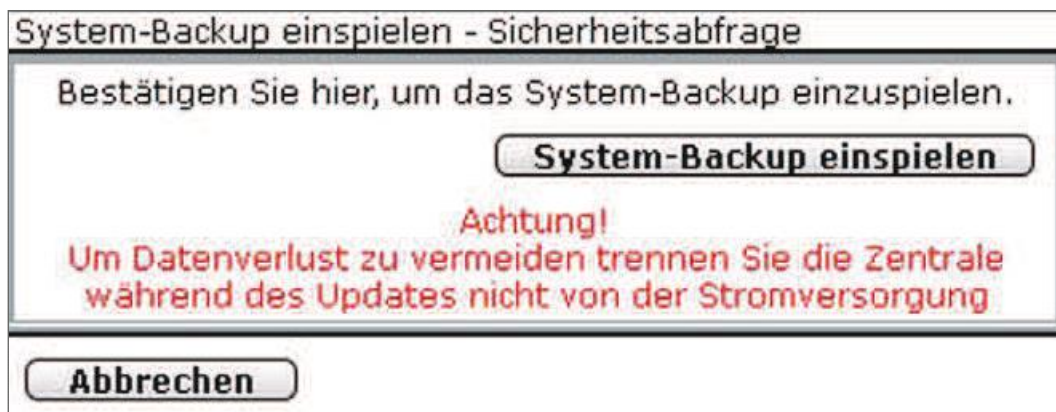 System-Backup einspielen - Sicherheitsabfrage
Bestätigen Sie hier, um das System-Backup einzuspielen.
System-Backup einspielen
Achtung!
Um Datenverlust zu vermeiden trennen Sie die Zentrale
während des Updates nicht von der Stromversorgung
Abbrechen